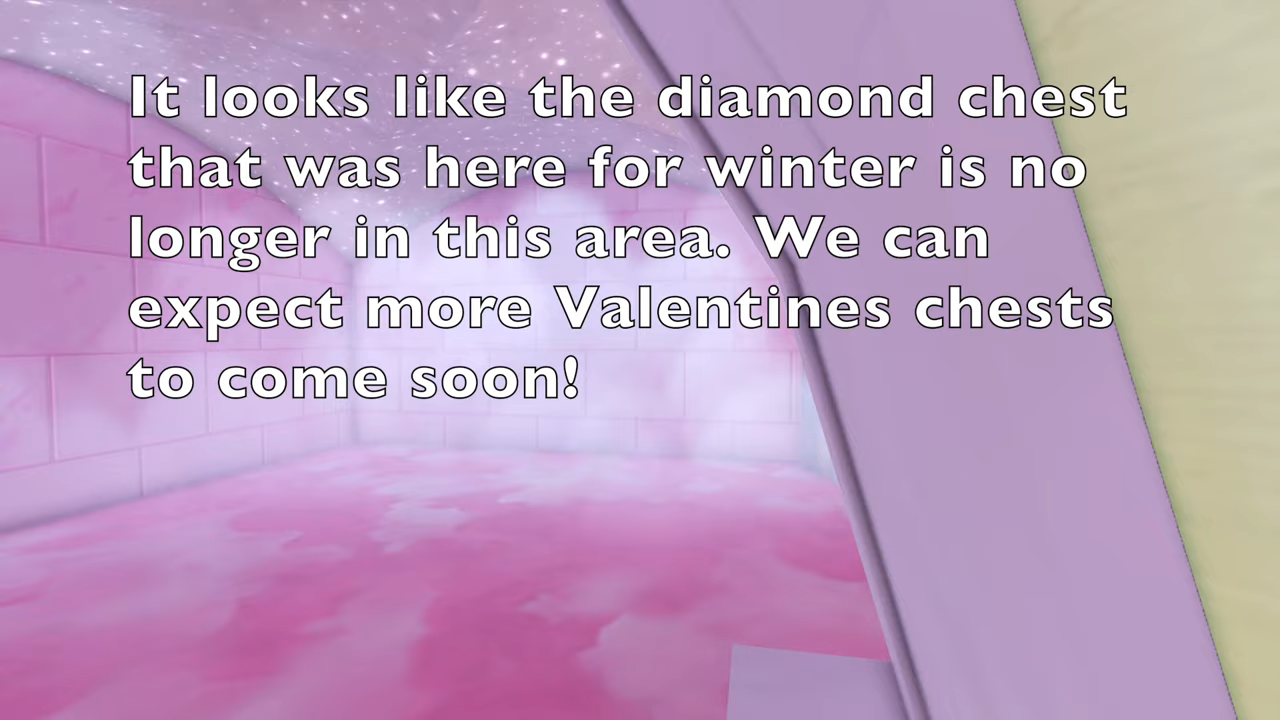 It looks like the diamond chest
that was here for winter is no
longer in this area. We can
expect more Valentines chests
to come soon!